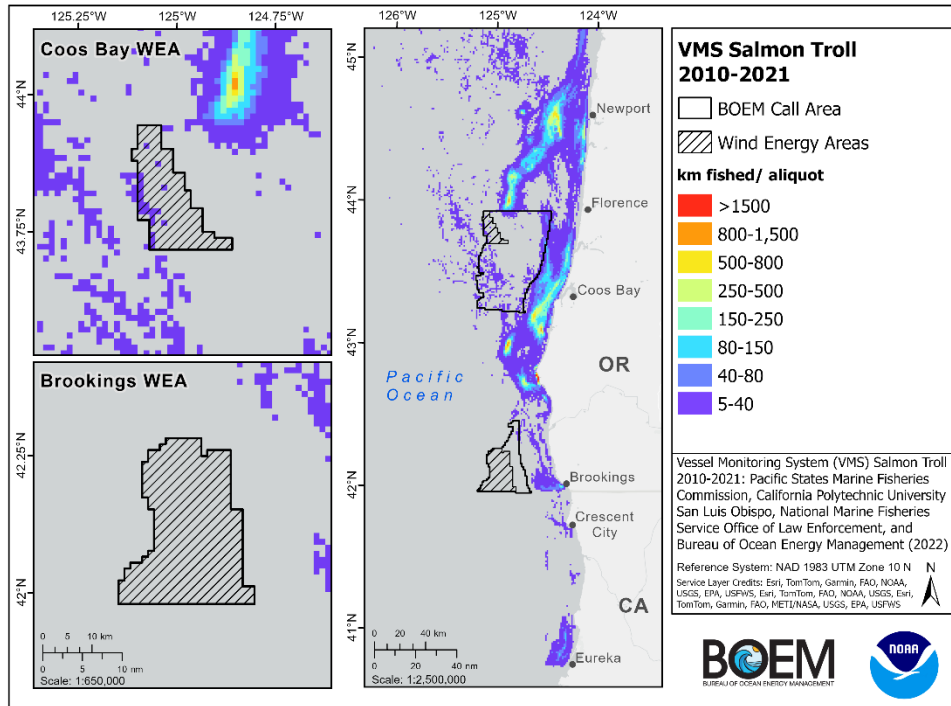 125.25°W 125°W 124.75°W
Coos Bay WEA
44°N
43.75°N
Brookings WEA
42.25°N
42°N
0 5 10 km
0 5 10 nm
Scale: 1:650,000
126°W 125°W 124°W
45°N
44°N
43°N
42°N
41°N
Newport
Florence
Coos Bay
OR
Pacific
Ocean
Brookings
Crescent
City
CA
Eureka
0 20 40 km
0 20 40 nm
Scale: 1:2,500,000
VMS Salmon Troll
2010-2021
BOEM Call Area
Wind Energy Areas
km fished/ aliquot
>1500
800-1,500
500-800
250-500
150-250
80-150
40-80
5-40
Vessel Monitoring System (VMS) Salmon Troll
2010-2021: Pacific States Marine Fisheries
Commission, California Polytechnic University
San Luis Obispo, National Marine Fisheries
Service Office of Law Enforcement, and
Bureau of Ocean Energy Management (2022)
Reference System: NAD 1983 UTM Zone 10 N
Service Layer Credits: Esri, TomTom, Garmin, FAO, NOAA,
USGS, EPA, USFWS, Esri, TomTom, FAO, NOAA, USGS, Esri,
TomTom, Garmin, FAO, METI/NASA, USGS, EPA, USFWS
N
BOEM
BUREAU OF OCEAN ENERGY MANAGEMENT
NOAA